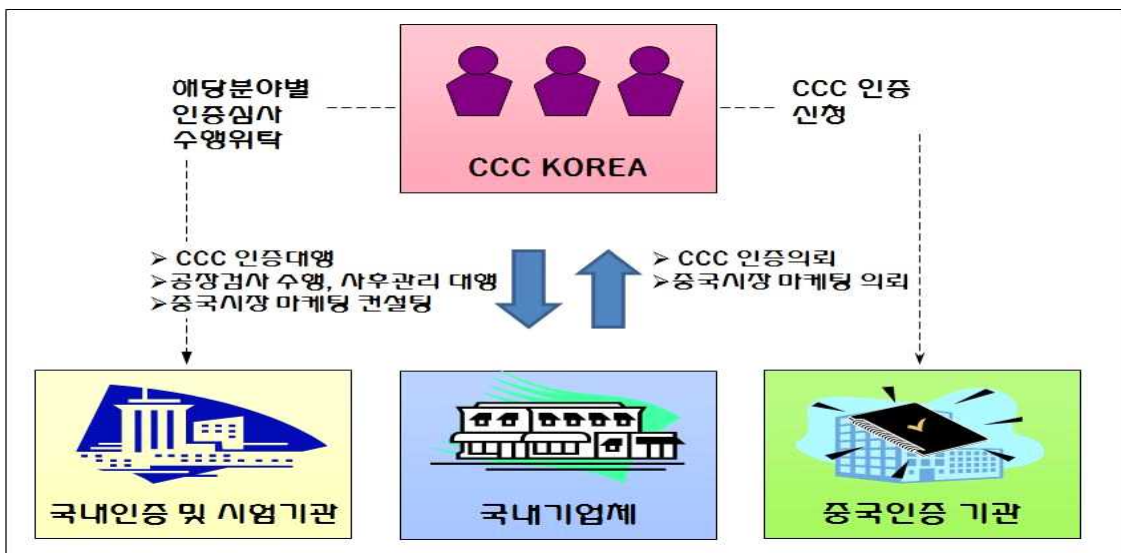 해당분야별
인증심사
수행위탁
CCC KOREA
CCC 인증
신청
➢ CCC 인증대행
➢공장검사 수행, 사후관리 대행
➢중국시장 마케팅 컨설팅
➢ CCC 인증의뢰
➢중국시장 마케팅 의뢰
국내인증 및 시험기관
국내기업체
중국인증 기관